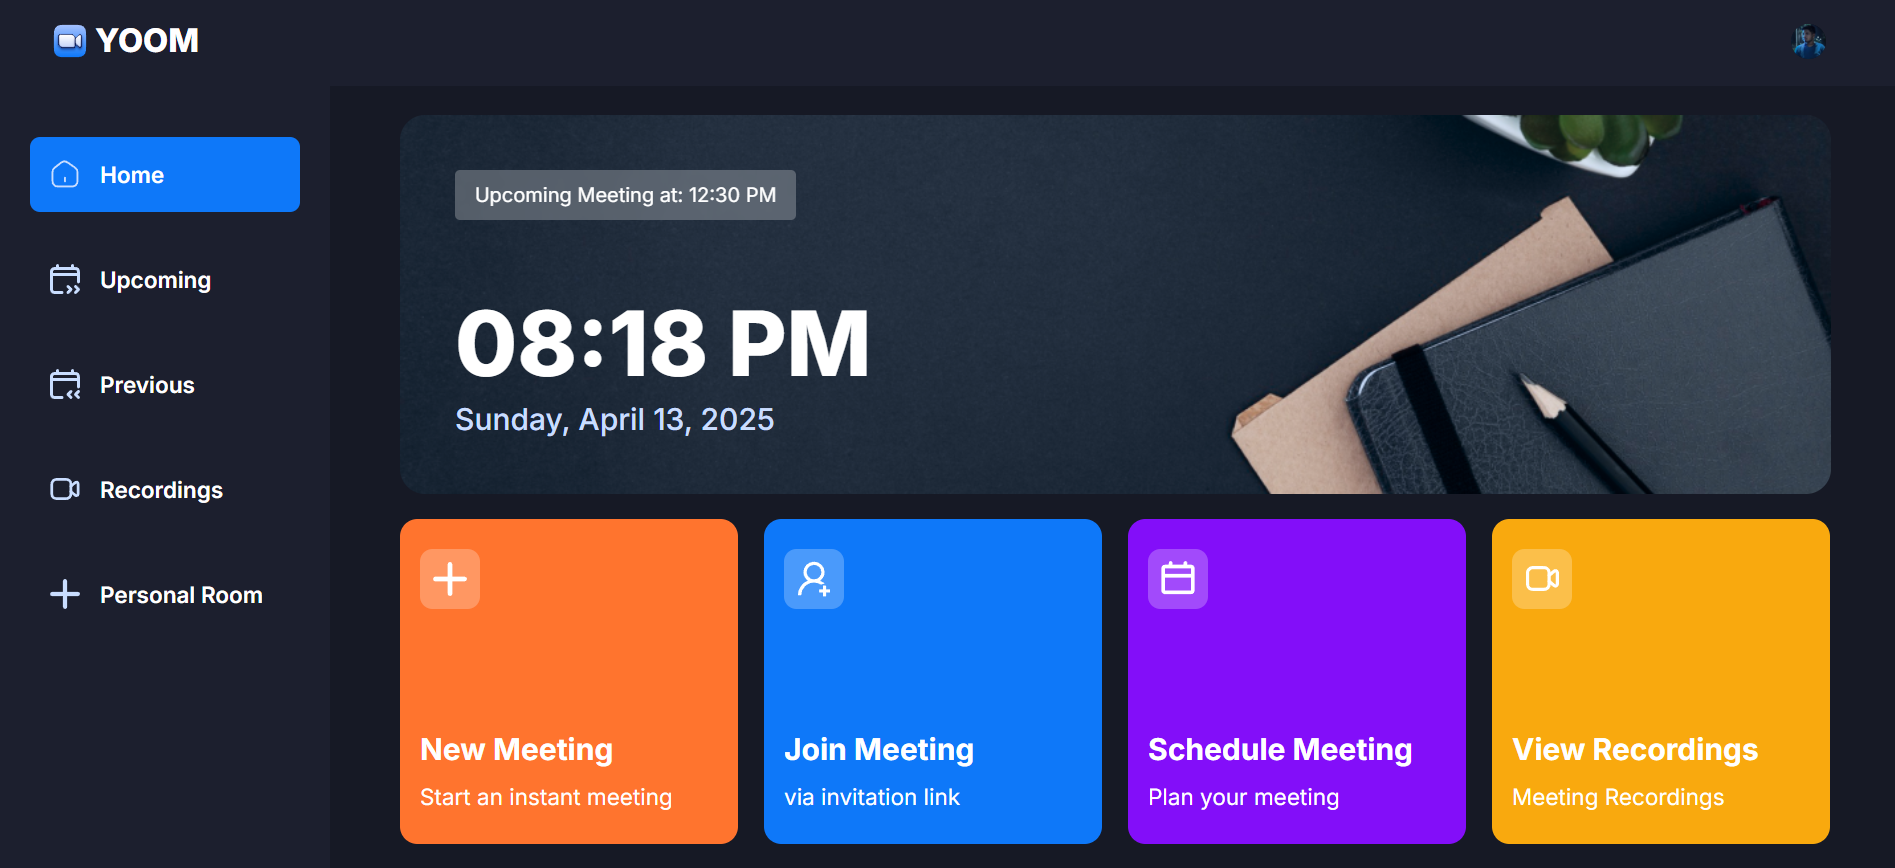 YOOM
Home
Upcoming
Previous
Recordings
Personal Room
Upcoming Meeting at: 12:30 PM
08:18 PM
Sunday, April 13, 2025
New Meeting
Start an instant meeting
Join Meeting
via invitation link
Schedule Meeting
Plan your meeting
View Recordings
Meeting Recordings